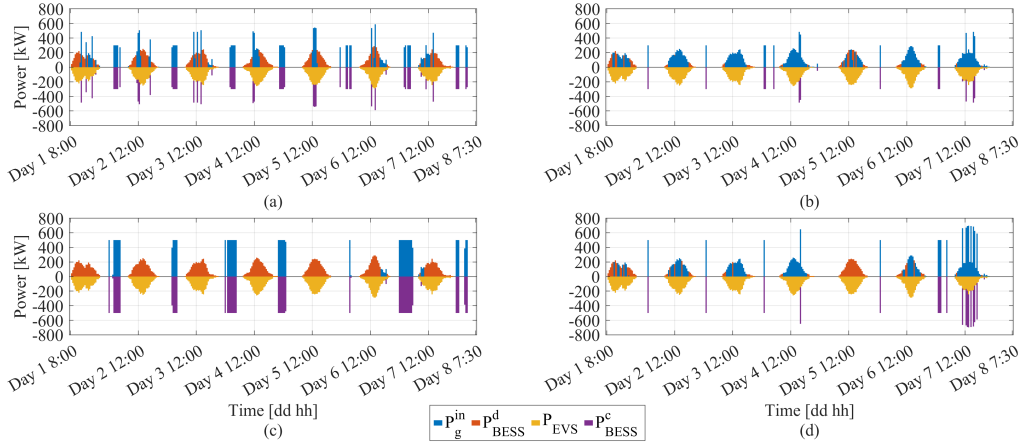 800
600
400
200
0
-200
-400
-600
-800
Power [kW]
Day 1 8:00
Day 2 12:00
Day 3 12:00
Day 4 12:00
Day 5 12:00
Day 6 12:00
Day 7 12:00
Day 8 7:30
(a)
800
600
400
200
0
-200
-400
-600
-800
Day 1 8:00
Day 2 12:00
Day 3 12:00
Day 4 12:00
Day 5 12:00
Day 6 12:00
Day 7 12:00
Day 8 7:30
(b)
800
600
400
200
0
-200
-400
-600
-800
Power [kW]
Day 1 8:00
Day 2 12:00
Day 3 12:00
Day 4 12:00
Day 5 12:00
Day 6 12:00
Day 7 12:00
Day 8 7:30
Time [dd hh]
(c)
800
600
400
200
0
-200
-400
-600
-800
Day 1 8:00
Day 2 12:00
Day 3 12:00
Day 4 12:00
Day 5 12:00
Day 6 12:00
Day 7 12:00
Day 8 7:30
Time [dd hh]
(d)
P_g^in P_BESS^d P_EVS P_BESS^c